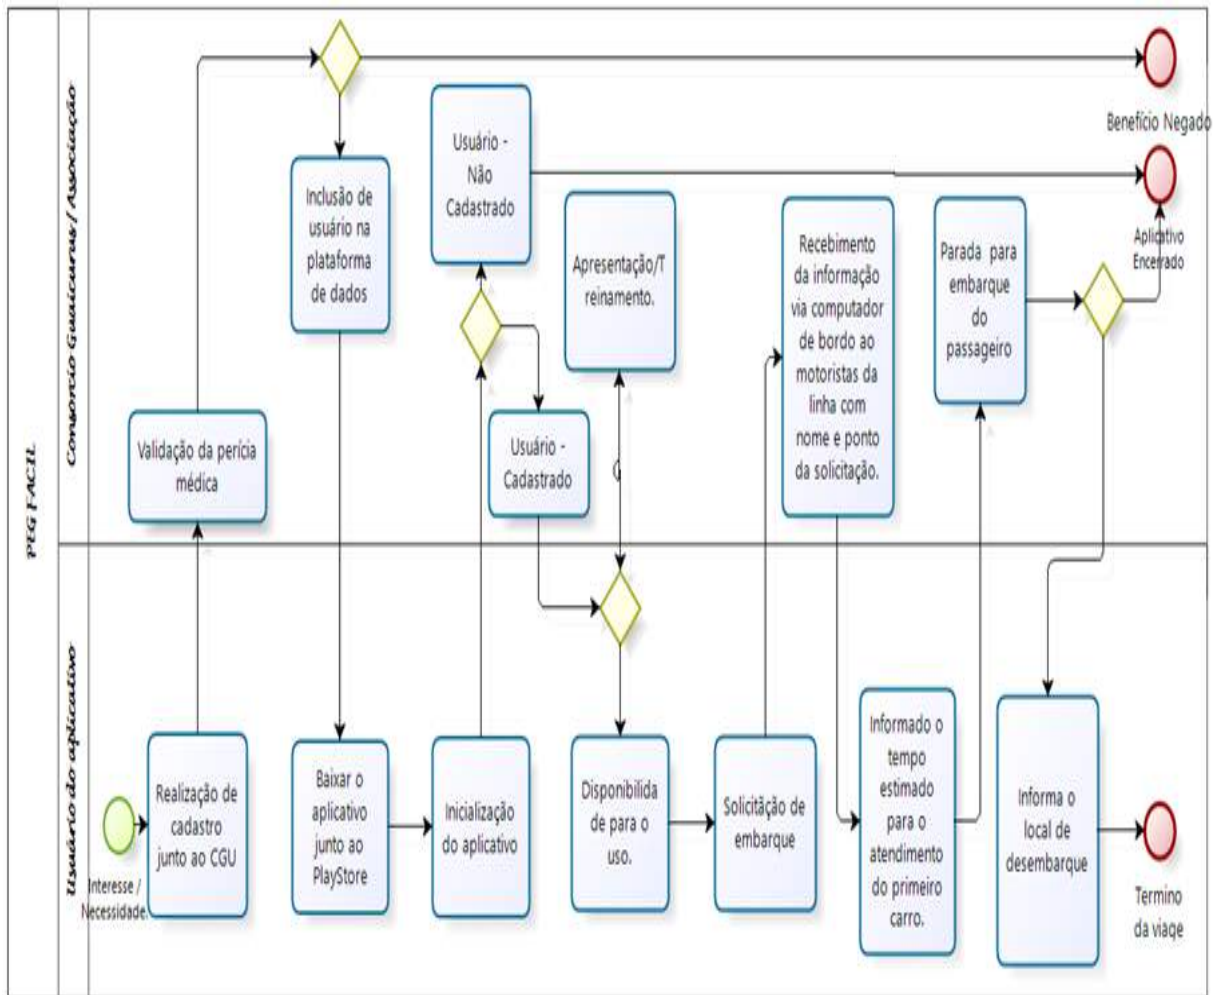 PEG FACIL
Consorcio Guaicurus/ Associação
Benefício Negado
Usuário -
Não
Cadastrado
Inclusão de
usuário na
plataforma
de dados
Apresentação/T
reinamento.
Recebimento
da informação
via computador
de bordo ao
motoristas da
linha com
nome e ponto
da solicitação.
Parada para
embarque
do
passageiro
Aplicativo
Encerrado
Validação da perícia
médica
Usuário -
Cadastrado
Usuário do aplicativo
Interesse /
Necessidade.
Realização de
cadastro
junto ao CGU
Baixar o
aplicativo
junto ao
PlayStore
Inicialização
do aplicativo
Disponibilida
de para o
uso.
Solicitãção de
embarque
Informado o
tempo
estimado
para o
atendimento
do primeiro
carro.
Informa o
local de
desembarque
Termino
da viage